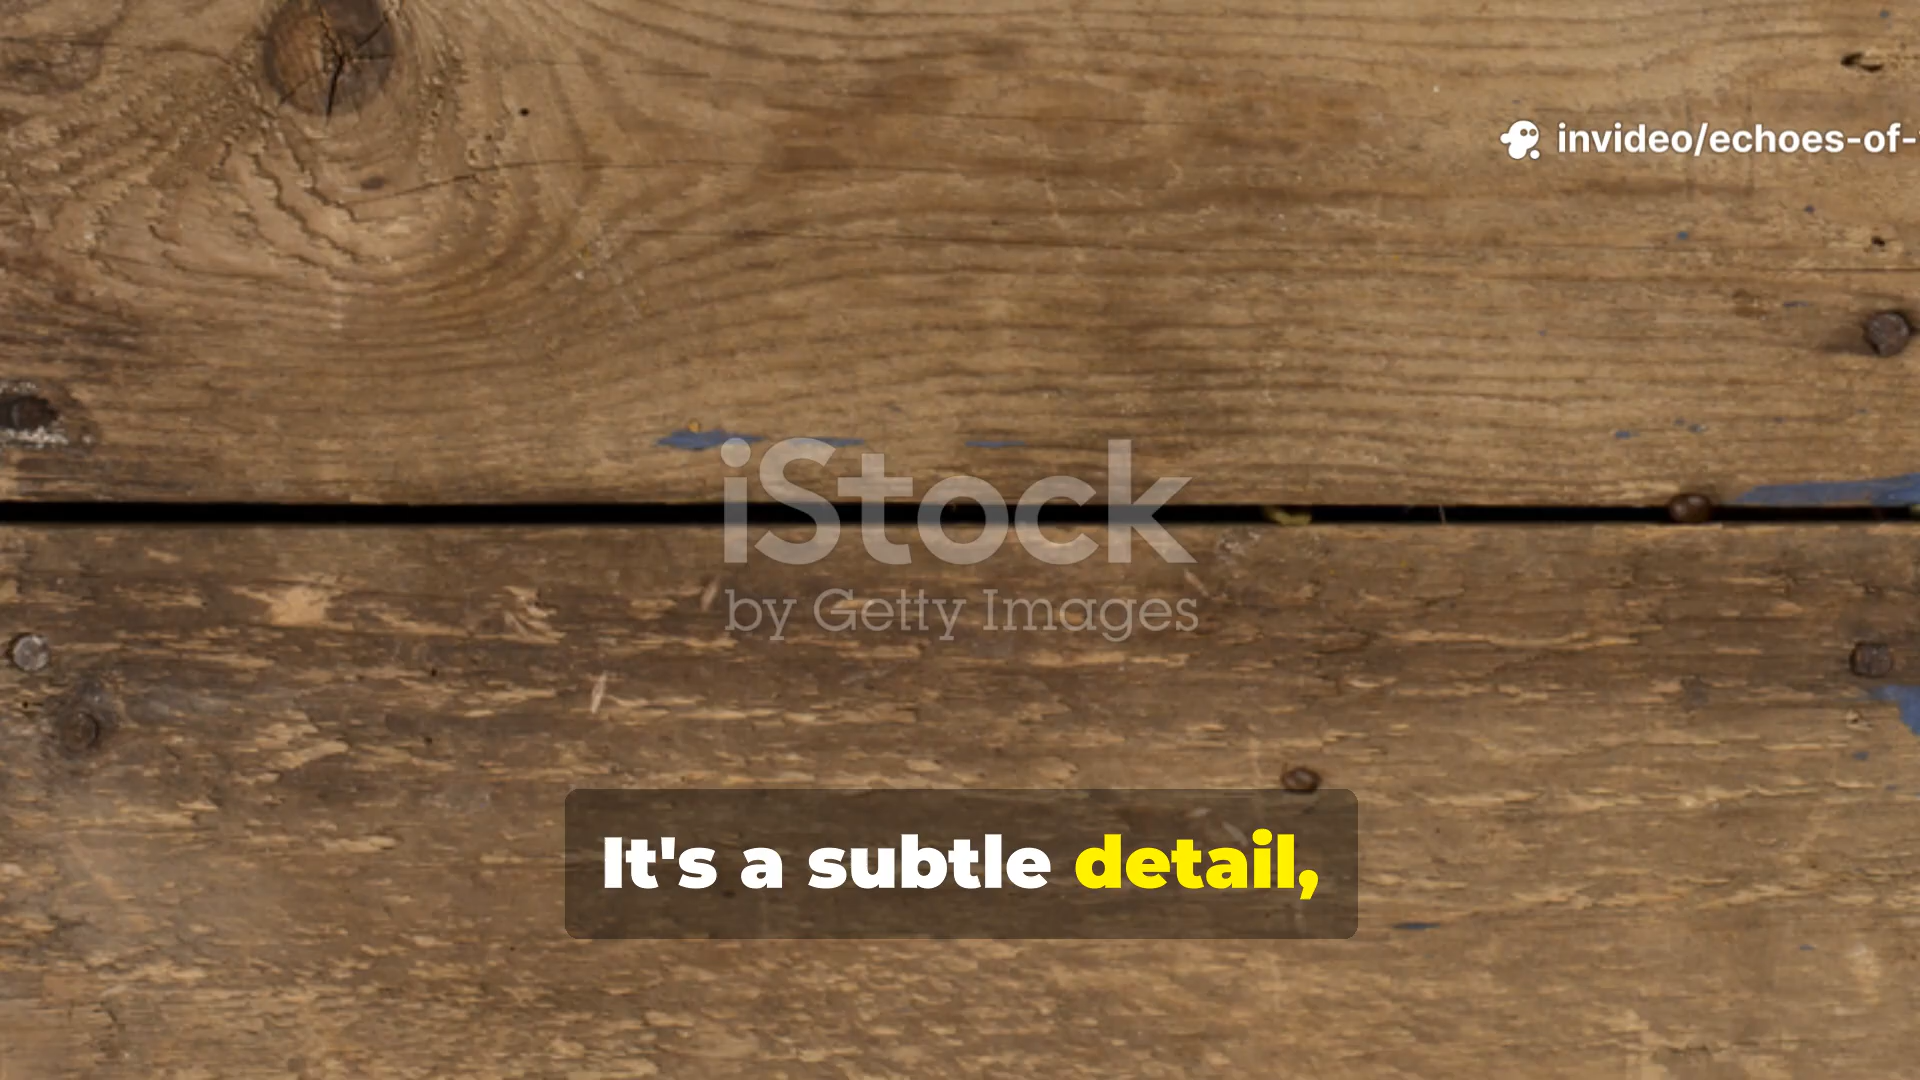 invideo/echoes-of-
iStock
by Getty Images
It's a subtle detail,